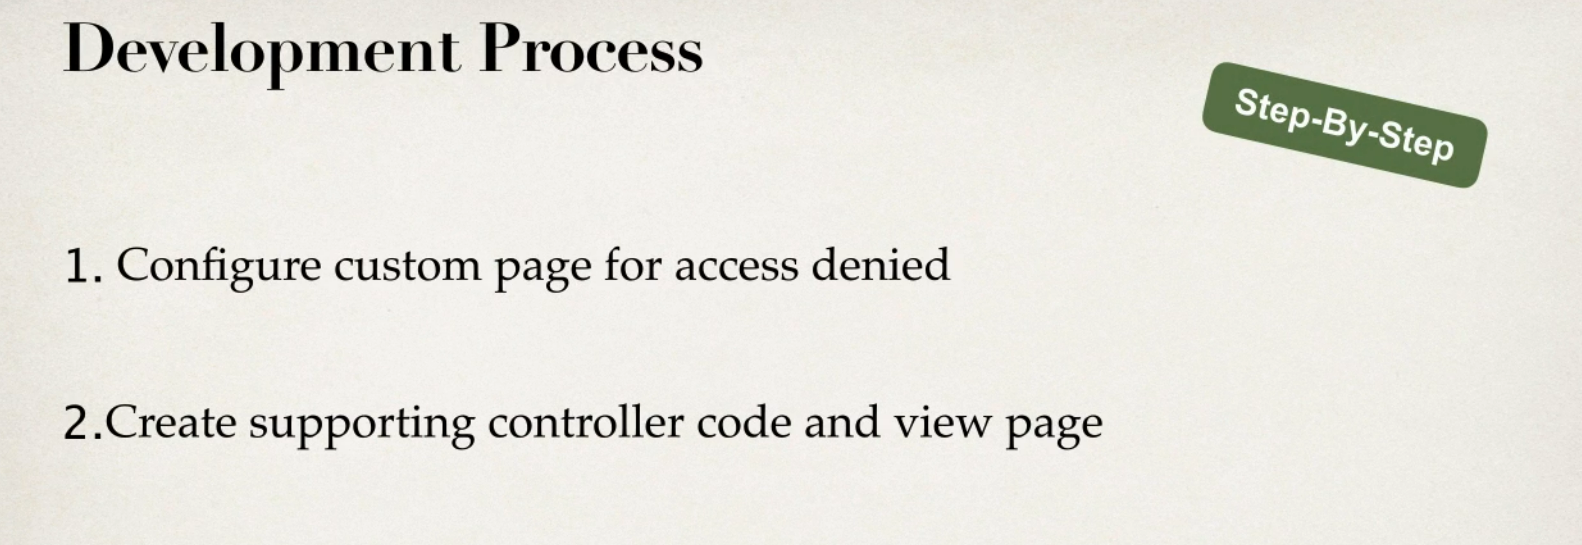 Development Process
Step-By-Step
1. Configure custom page for access denied
2.Create supporting controller code and view page